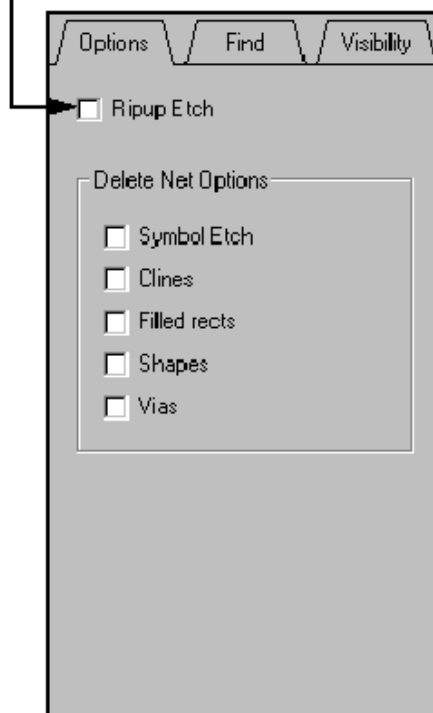 Options Find Visibility
Ripup Etch
Delete Net Options
Symbol Etch
Clines
Filled rects
Shapes
Vias